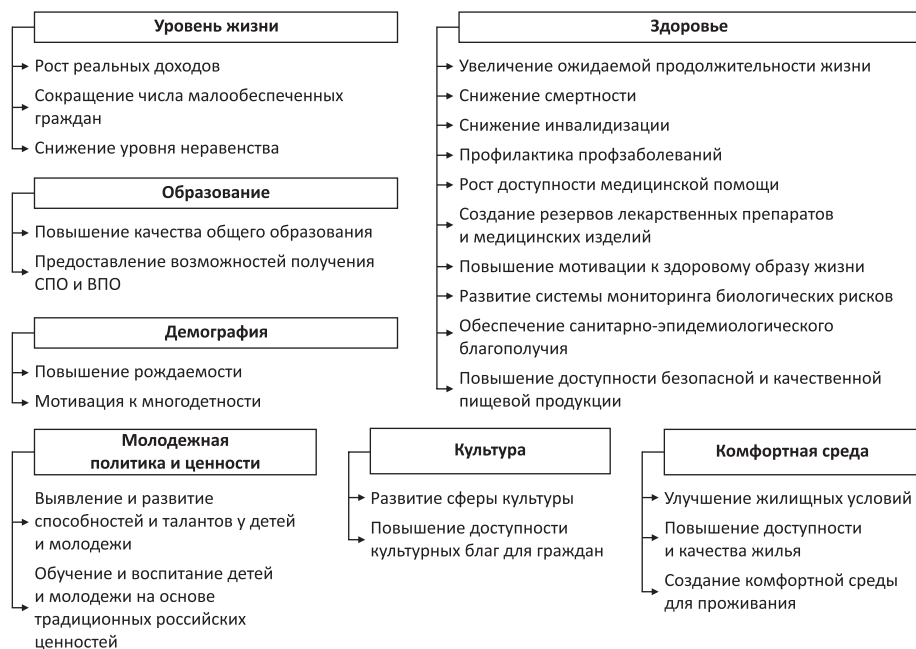 Уровень жизни
Рост реальных доходов
Сокращение числа малообеспеченных
граждан
Снижение уровня неравенства
Образование
Повышение качества общего образования
Предоставление возможностей получения
СПО и ВПО
Демография
Повышение рождаемости
Мотивация к многодетности
Здоровье
Увеличение ожидаемой продолжительности жизни
Снижение смертности
Снижение инвалидизации
Профилактика профзаболеваний
Рост доступности медицинской помощи
Создание резервов лекарственных препаратов
и медицинских изделий
Повышение мотивации к здоровому образу жизни
Развитие системы мониторинга биологических рисков
Обеспечение санитарно-эпидемиологического
благополучия
Повышение доступности безопасной и качественной
пищевой продукции
Молодежная
политика и ценности
Выявление и развитие
способностей и талантов у детей
и молодежи
Обучение и воспитание детей
и молодежи на основе
традиционных российских
ценностей
Культура
Развитие сферы культуры
Повышение доступности
культурных благ для граждан
Комфортная среда
Улучшение жилищных условий
Повышение доступности
и качества жилья
Создание комфортной среды
для проживания